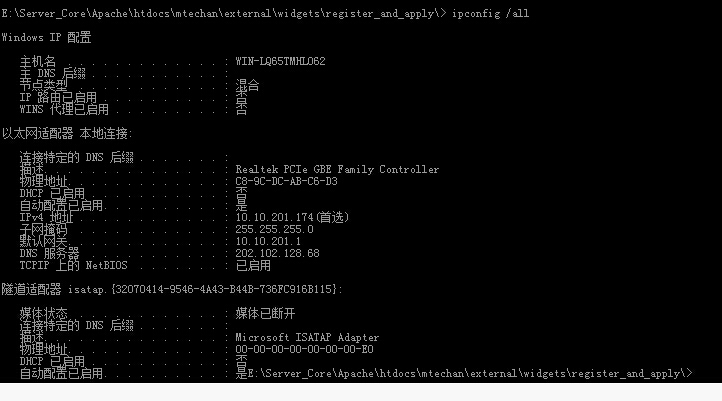 E:\Server_Core\Apache\htdocs\mtechan\external\widgets\register_and_apply\> ipconfig /all
Windows IP 配置
主机名 . . . . . . . . . . . . . : WIN-LQ65TMHLO62
主 DNS 后缀 . . . . . . . . . . . :
节点类型 . . . . . . . . . . . . : 混合
IP 路由已启用 . . . . . . . . . . : 否
WINS 代理已启用 . . . . . . . . . : 否
以太网适配器 本地连接:
连接特定的 DNS 后缀 . . . . . . . :
描述. . . . . . . . . . . . . . . : Realtek PCIe GBE Family Controller
物理地址. . . . . . . . . . . . . : C8-9C-DC-AB-C6-D3
DHCP 已启用 . . . . . . . . . . . : 否
自动配置已启用. . . . . . . . . . : 是
IPv4 地址 . . . . . . . . . . . . : 10.10.201.174(首选)
子网掩码 . . . . . . . . . . . . : 255.255.255.0
默认网关. . . . . . . . . . . . . : 10.10.201.1
DNS 服务器 . . . . . . . . . . . : 202.102.128.68
TCPIP 上的 NetBIOS . . . . . . . : 已启用
隧道适配器 isatap.{32070414-9546-4A43-B44B-736FC916B115}:
媒体状态 . . . . . . . . . . . . : 媒体已断开
连接特定的 DNS 后缀 . . . . . . . :
描述. . . . . . . . . . . . . . . : Microsoft ISATAP Adapter
物理地址. . . . . . . . . . . . . : 00-00-00-00-00-00-00-E0
DHCP 已启用 . . . . . . . . . . . : 否
自动配置已启用. . . . . . . . . . : 是E:\Server_Core\Apache\htdocs\mtechan\external\widgets\register_and_apply\>